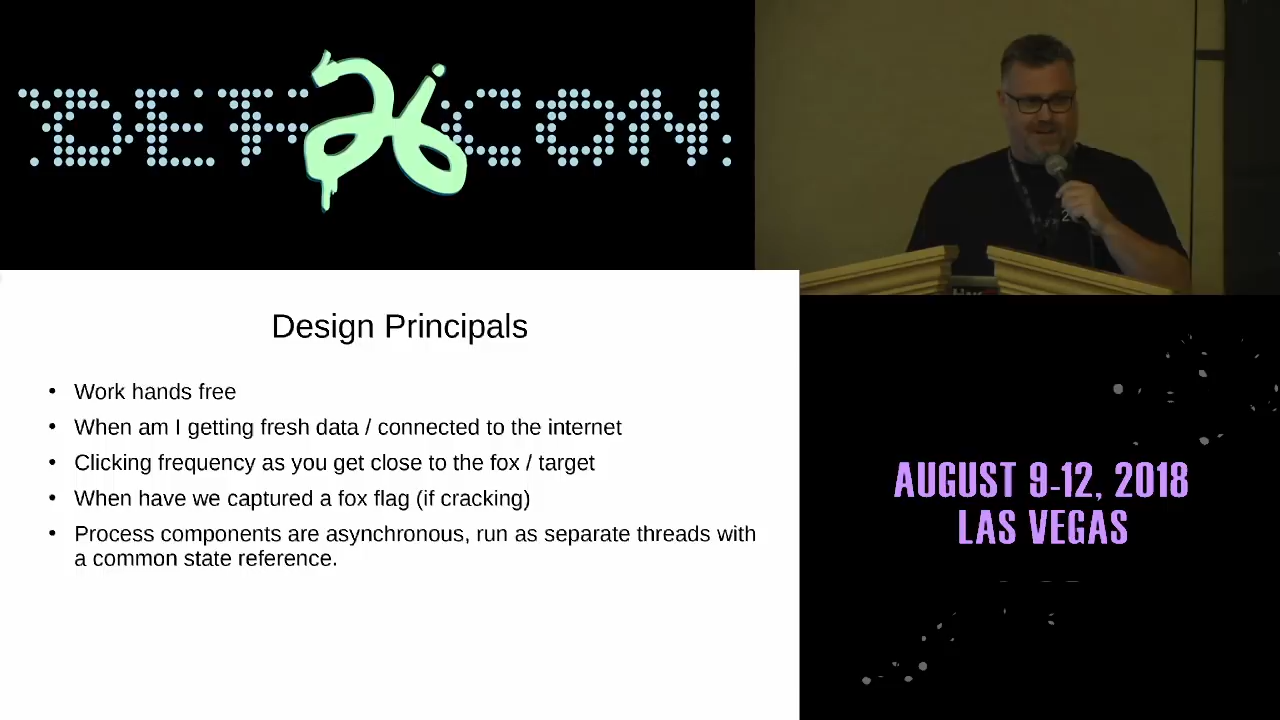 DEF 26 CON
Design Principals
• Work hands free
• When am I getting fresh data / connected to the internet
• Clicking frequency as you get close to the fox / target
• When have we captured a fox flag (if cracking)
• Process components are asynchronous, run as separate threads with
a common state reference.
AUGUST 9-12, 2018
LAS VEGAS